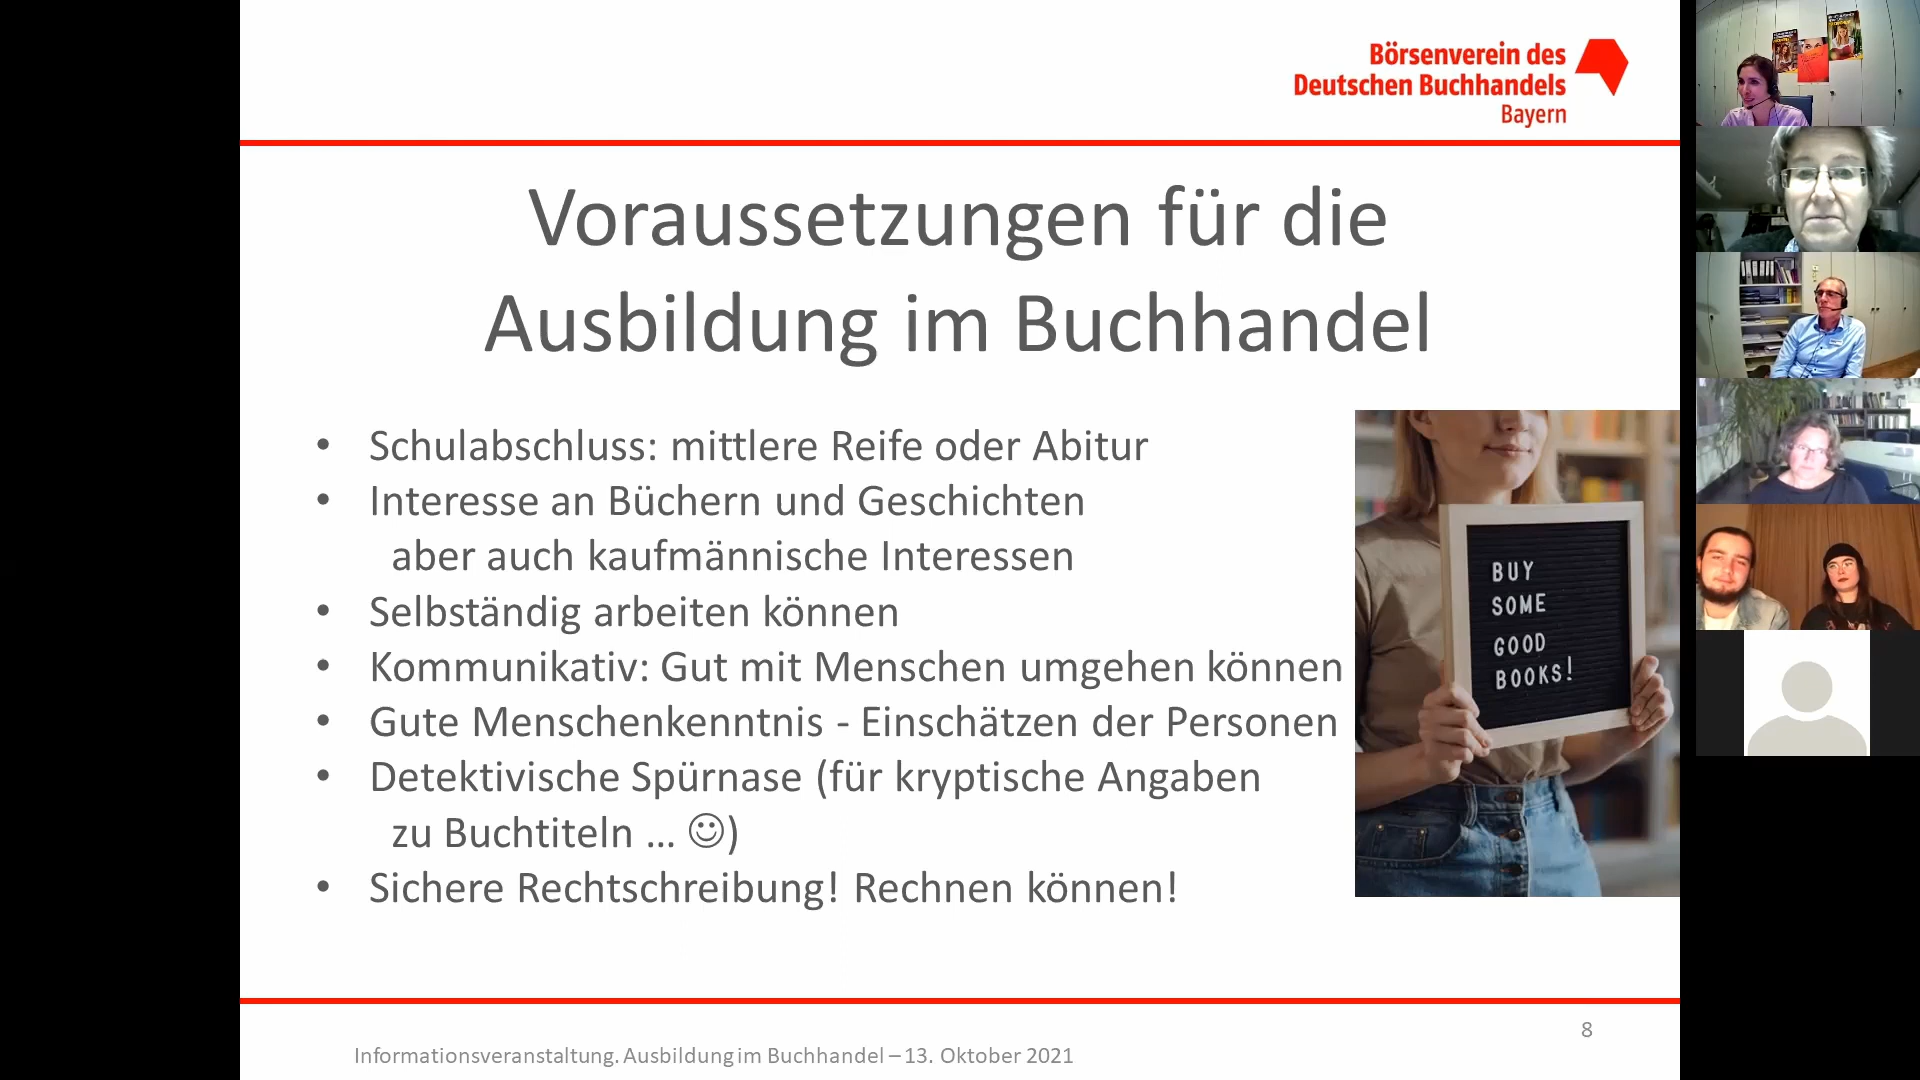 Börsenverein des
Deutschen Buchhandels
Bayern
Voraussetzungen für die
Ausbildung im Buchhandel
• Schulabschluss: mittlere Reife oder Abitur
• Interesse an Büchern und Geschichten
aber auch kaufmännische Interessen
• Selbständig arbeiten können
• Kommunikativ: Gut mit Menschen umgehen können
• Gute Menschenkenntnis - Einschätzen der Personen
• Detektivische Spürnase (für kryptische Angaben
zu Buchtiteln ... ☺)
• Sichere Rechtschreibung! Rechnen können!
BUY
SOME
GOOD
BOOKS!
8
Informationsveranstaltung. Ausbildung im Buchhandel – 13. Oktober 2021